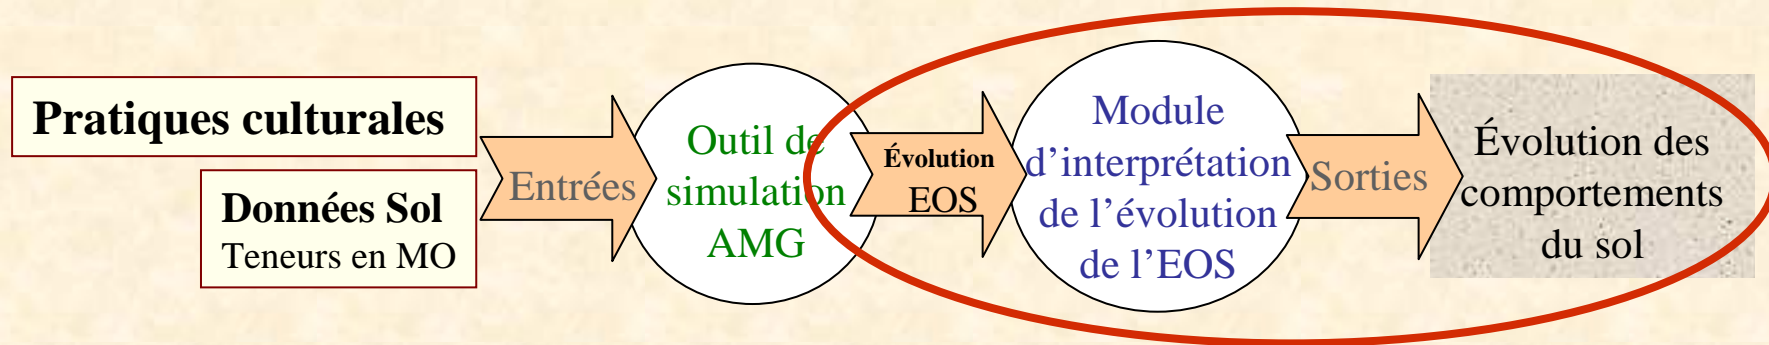 Pratiques culturales
Données Sol
Teneurs en MO
Entrées
Outil de
simulation
AMG
Évolution
EOS
Module
d’interprétation
de l’évolution
de l’EOS
Sorties
Évolution des
comportements
du sol